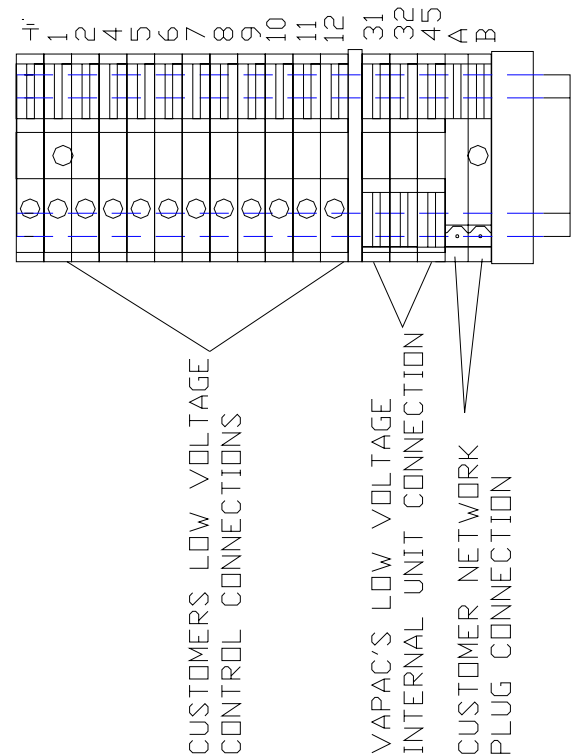 1
2
4
5
6
7
8
9
10
11
12
31
32
45
A
B
CUSTOMERS LOW VOLTAGE
CONTROL CONNECTIONS
VAPAC'S LOW VOLTAGE
INTERNAL UNIT CONNECTION
CUSTOMER NETWORK
PLUG CONNECTION